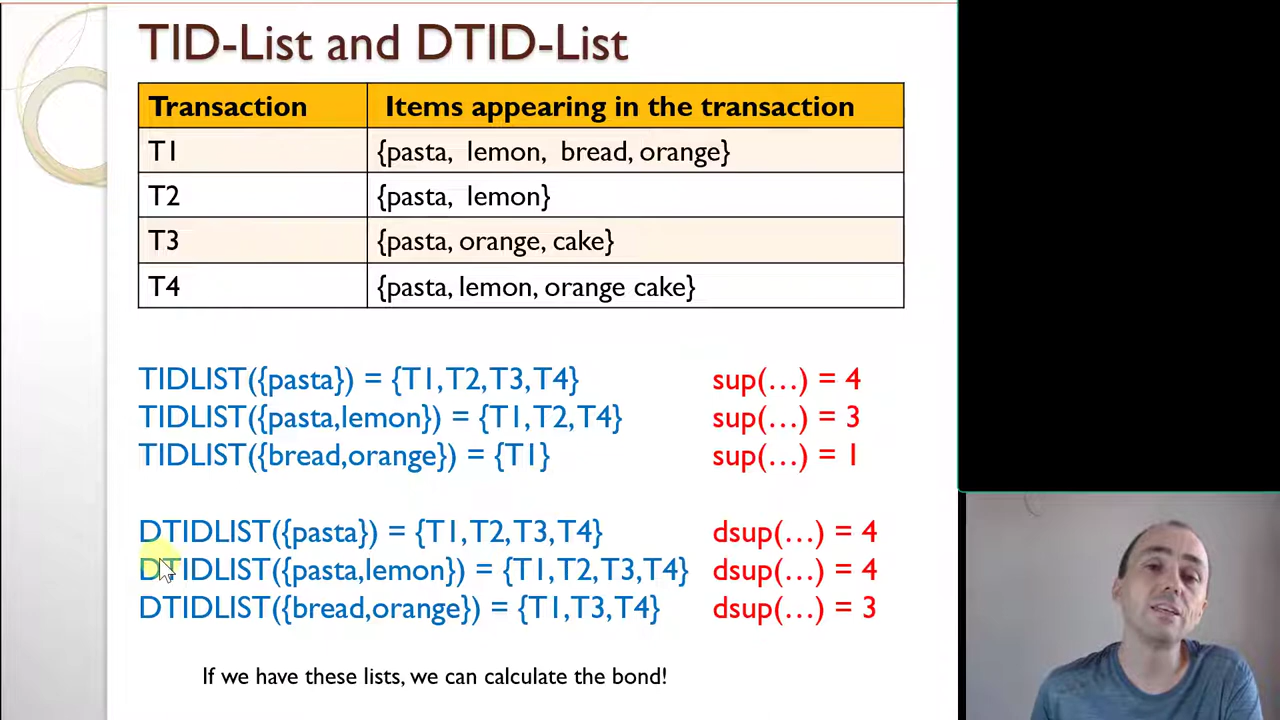 TID-List and DTID-List
Transaction Items appearing in the transaction
T1 {pasta, lemon, bread, orange}
T2 {pasta, lemon}
T3 {pasta, orange, cake}
T4 {pasta, lemon, orange cake}
TIDLIST({pasta}) = {T1,T2,T3,T4} sup(…) = 4
TIDLIST({pasta,lemon}) = {T1,T2,T4} sup(…) = 3
TIDLIST({bread,orange}) = {T1} sup(…) = 1
DTIDLIST({pasta}) = {T1,T2,T3,T4} dsup(…) = 4
DTIDLIST({pasta,lemon}) = {T1,T2,T3,T4} dsup(…) = 4
DTIDLIST({bread,orange}) = {T1,T3,T4} dsup(…) = 3
If we have these lists, we can calculate the bond!